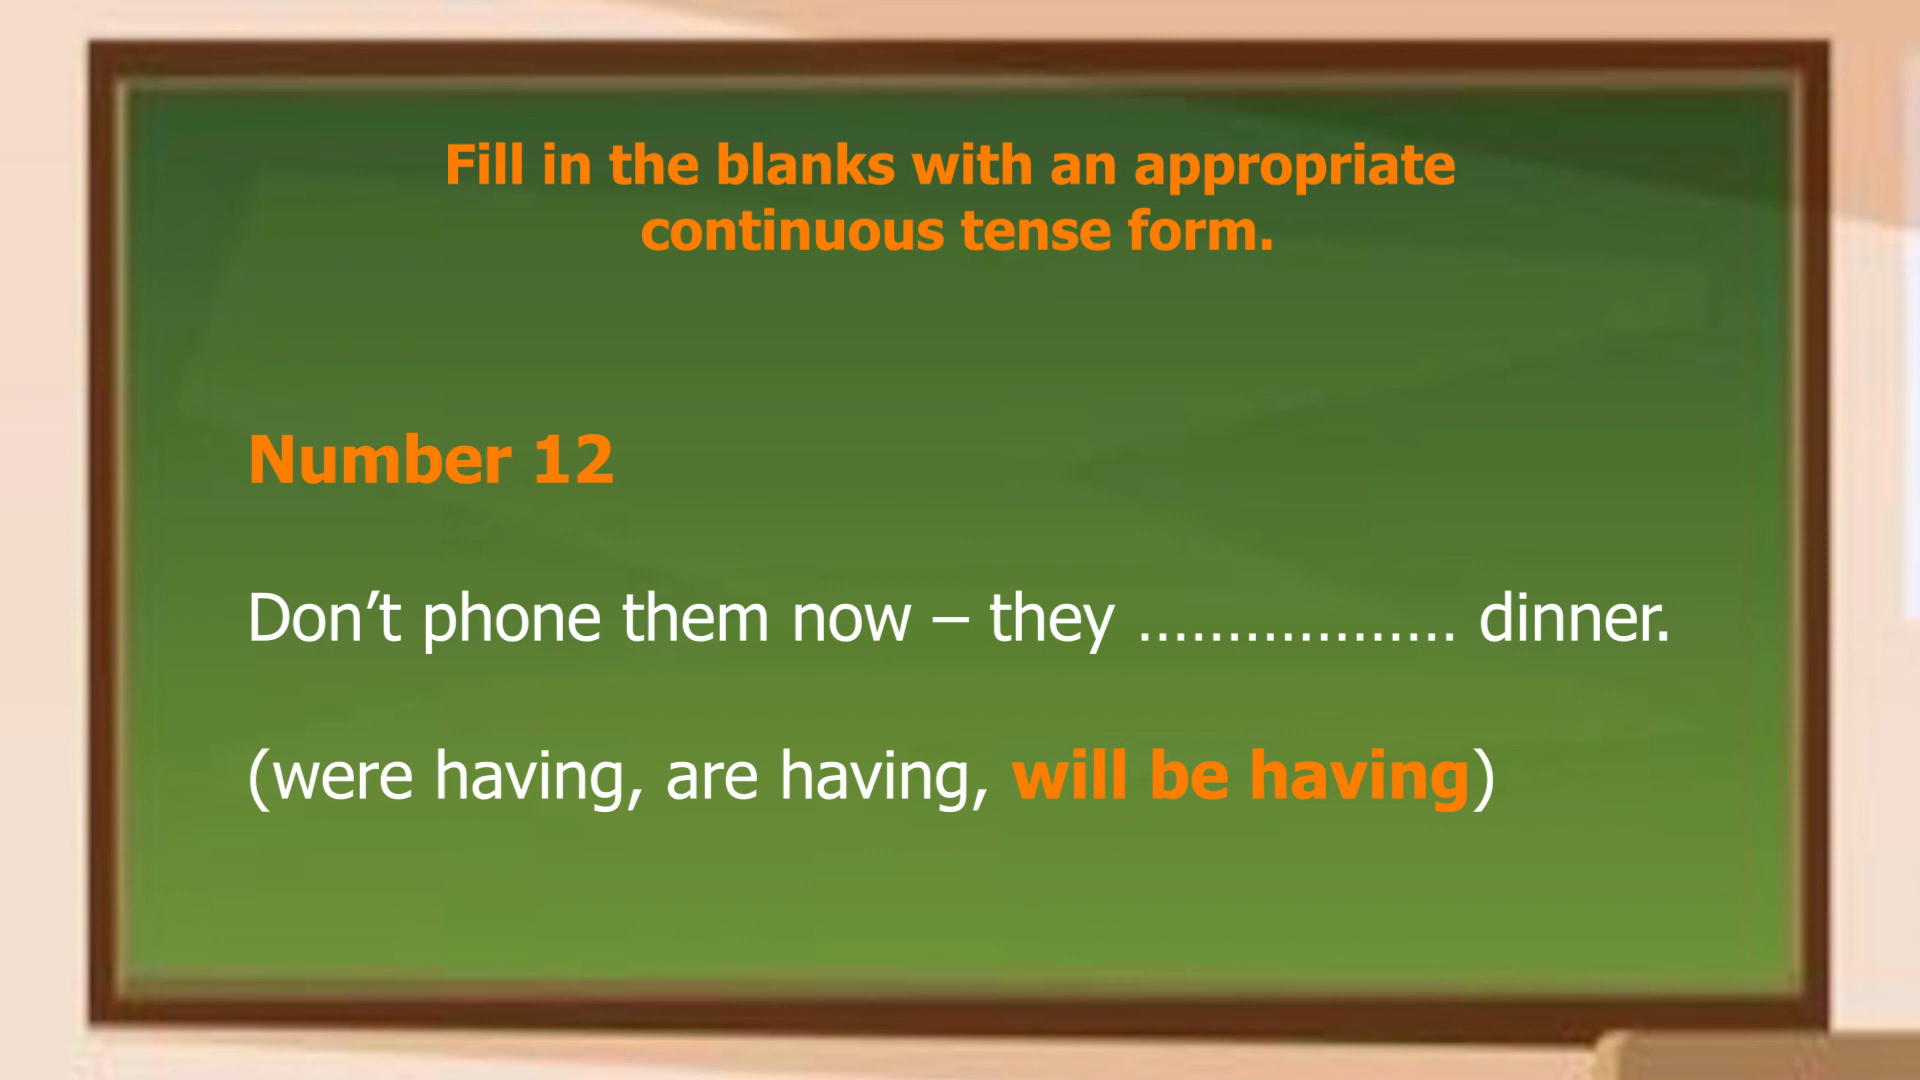 Fill in the blanks with an appropriate
continuous tense form.
Number 12
Don’t phone them now – they .................. dinner.
(were having, are having, will be having)